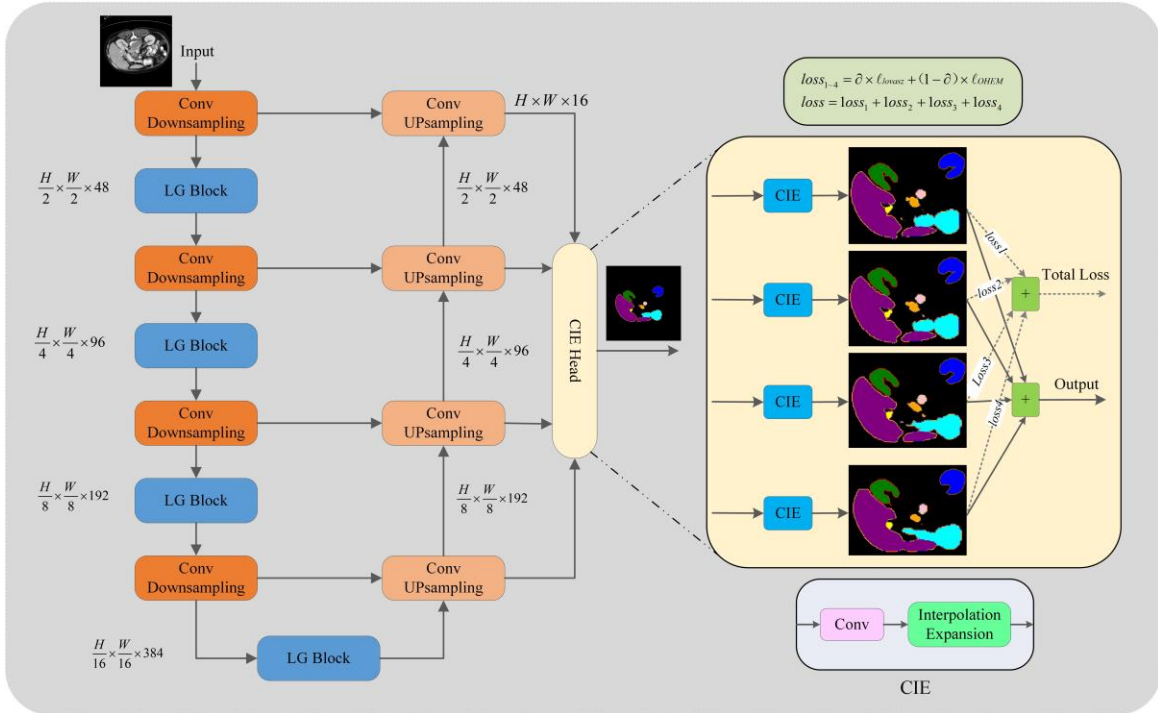 Input
Conv
Downsampling
H/2 × W/2 × 48
LG Block
Conv
Downsampling
H/4 × W/4 × 96
LG Block
Conv
Downsampling
H/8 × W/8 × 192
LG Block
Conv
Downsampling
H/16 × W/16 × 384
LG Block
Conv
UPsampling
H × W × 16
H/2 × W/2 × 48
Conv
UPsampling
H/4 × W/4 × 96
Conv
UPsampling
H/8 × W/8 × 192
Conv
UPsampling
CIE Head
loss₁₋₄ = ∂ × ℓlovasz + (1 − ∂) × ℓOHEM
loss = loss₁ + loss₂ + loss₃ + loss₄
CIE
CIE
CIE
CIE
loss1
loss2
Loss3
loss4
+
Total Loss
+
Output
Conv
Interpolation
Expansion
CIE